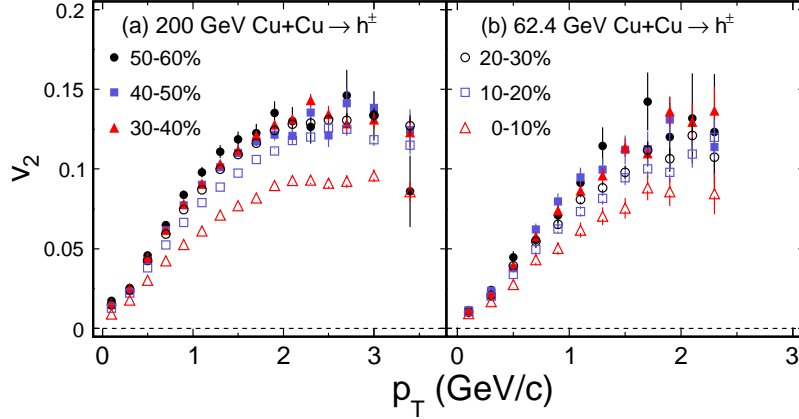 (a) 200 GeV Cu+Cu → h±
50-60%
40-50%
30-40%
(b) 62.4 GeV Cu+Cu → h±
20-30%
10-20%
0-10%
v2
0.2
0.15
0.1
0.05
0
0 1 2 3
0 1 2 3
pT (GeV/c)